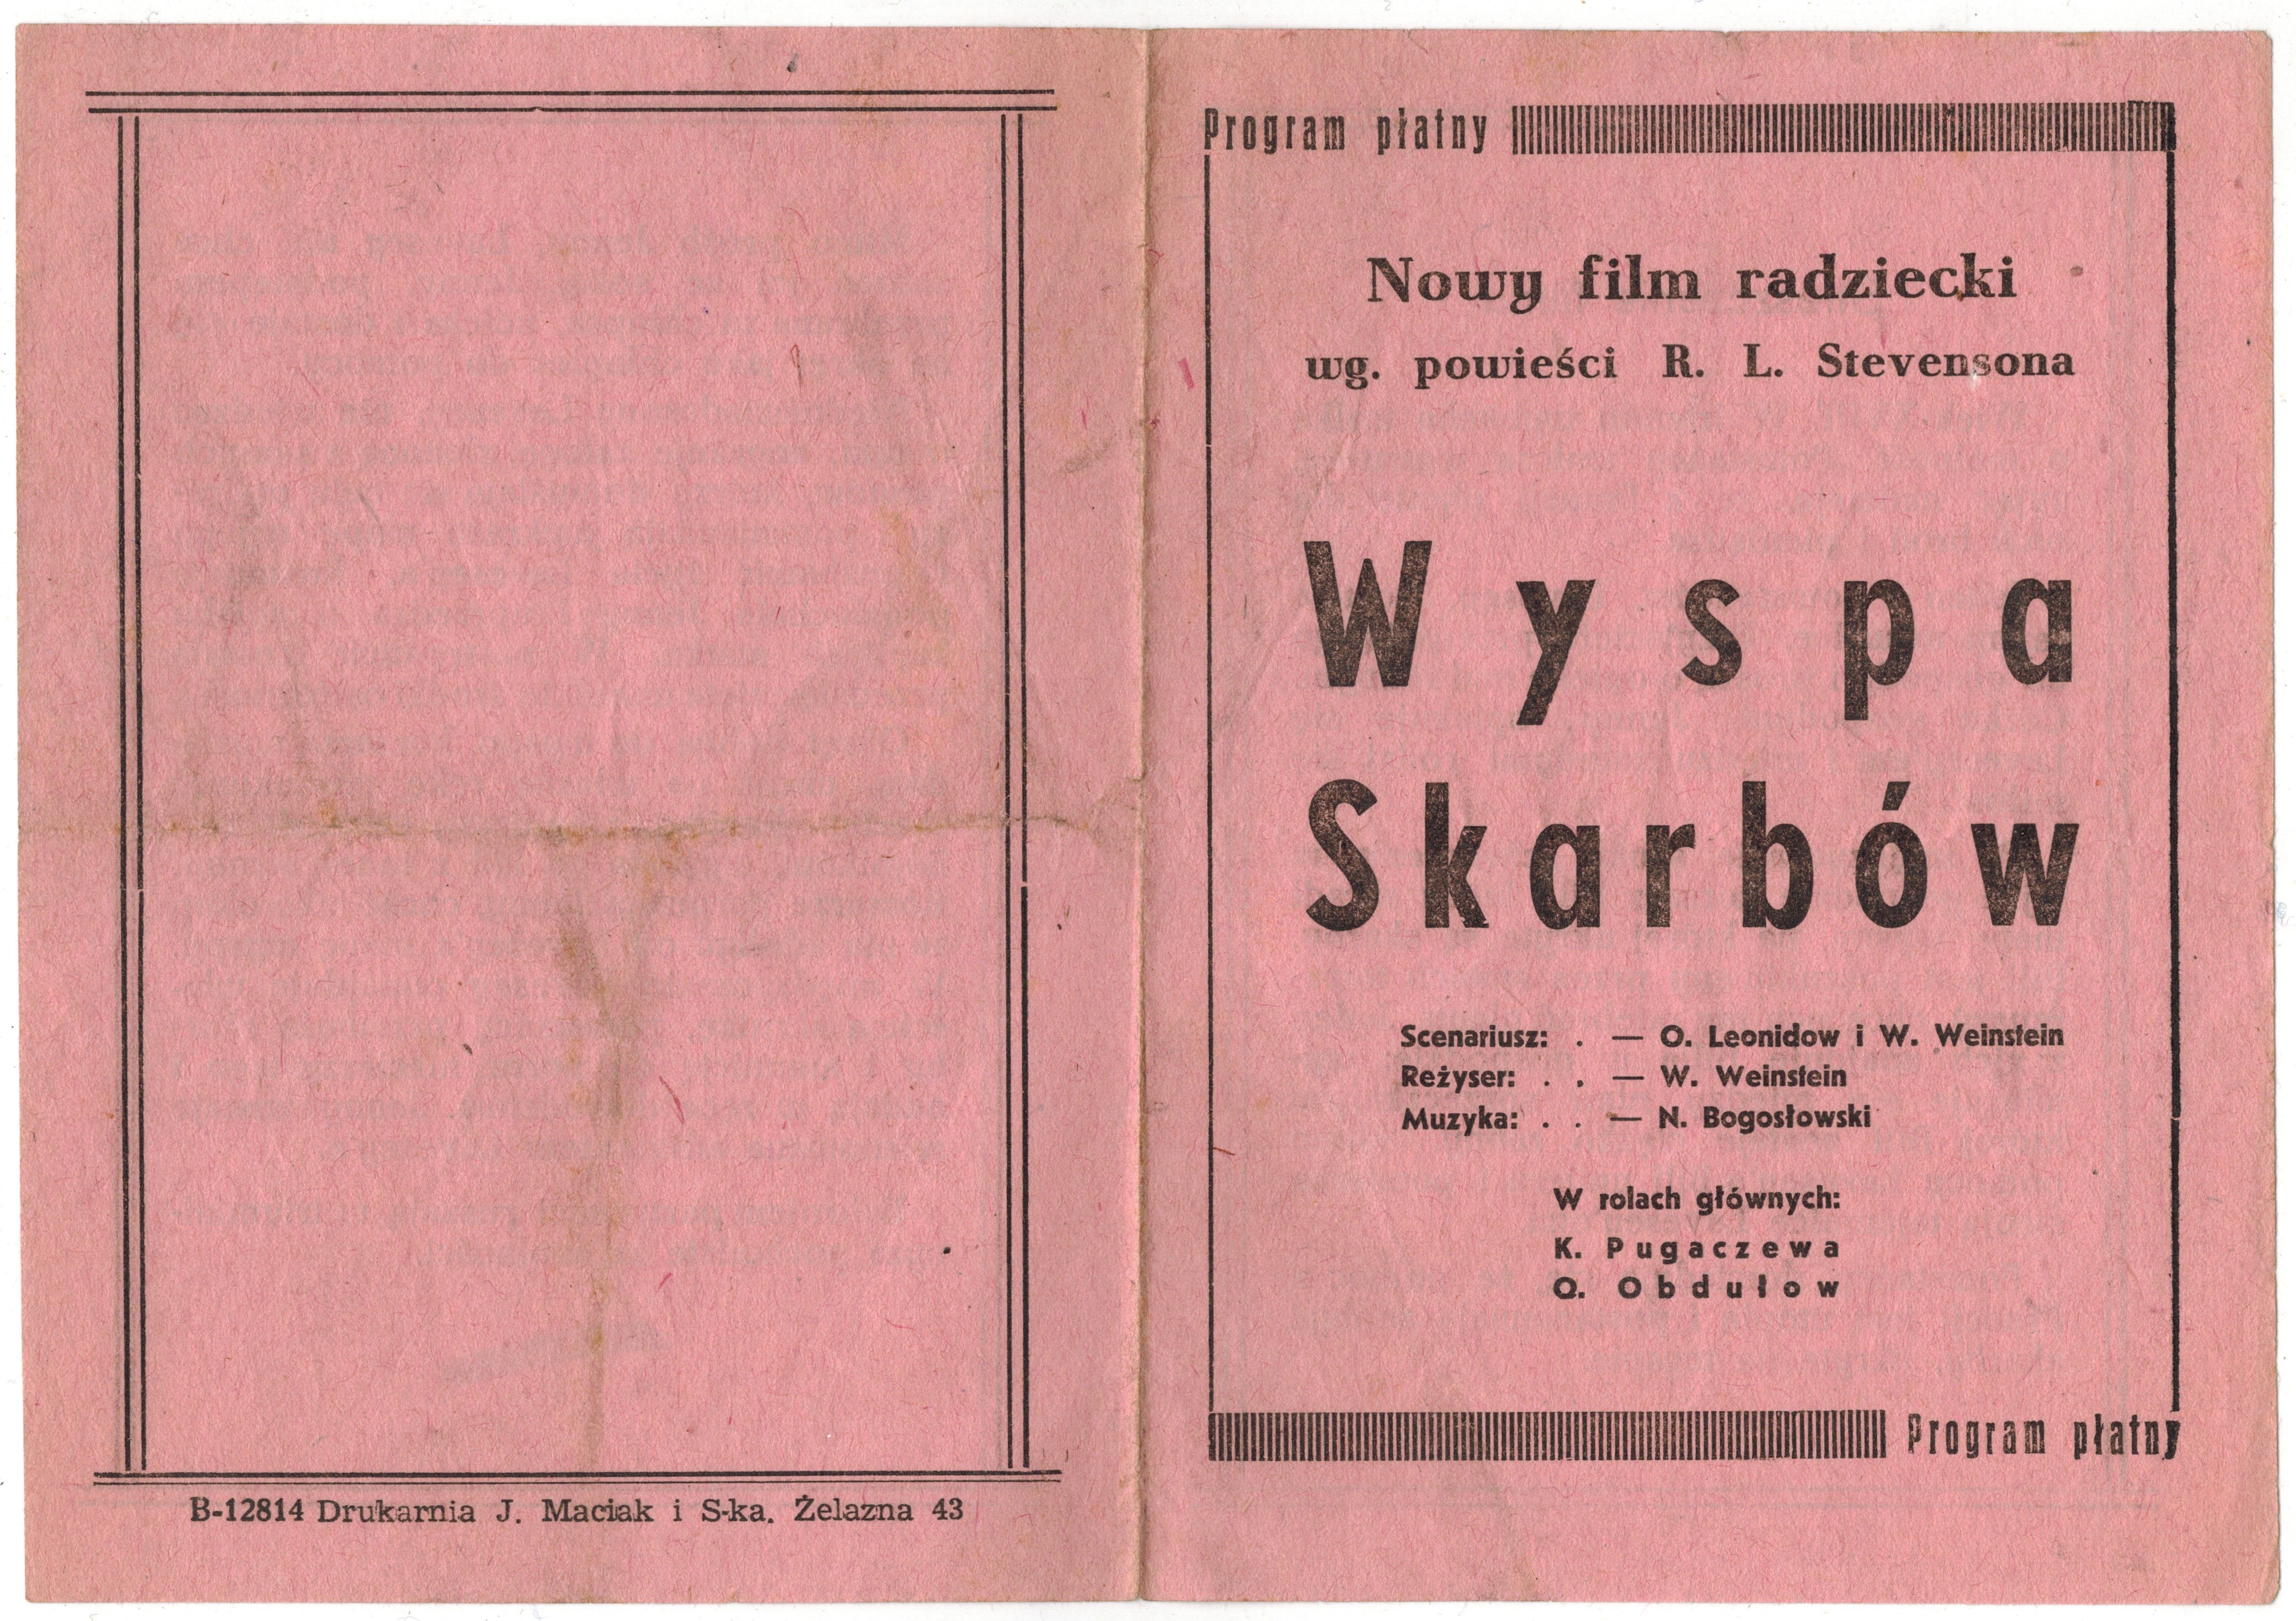 Program płatny
Nowy film radziecki
wg. powieści R. L. Stevensona
Wyspa
Skarbów
Scenariusz: . — O. Leonidow i W. Weinstein
Reżyser: . . — W. Weinstein
Muzyka: . . — N. Bogosłowski
W rolach głównych:
K. Pugaczewa
O. Obdułow
Program płatny
B-12814 Drukarnia J. Maciak i S-ka. Żelazna 43